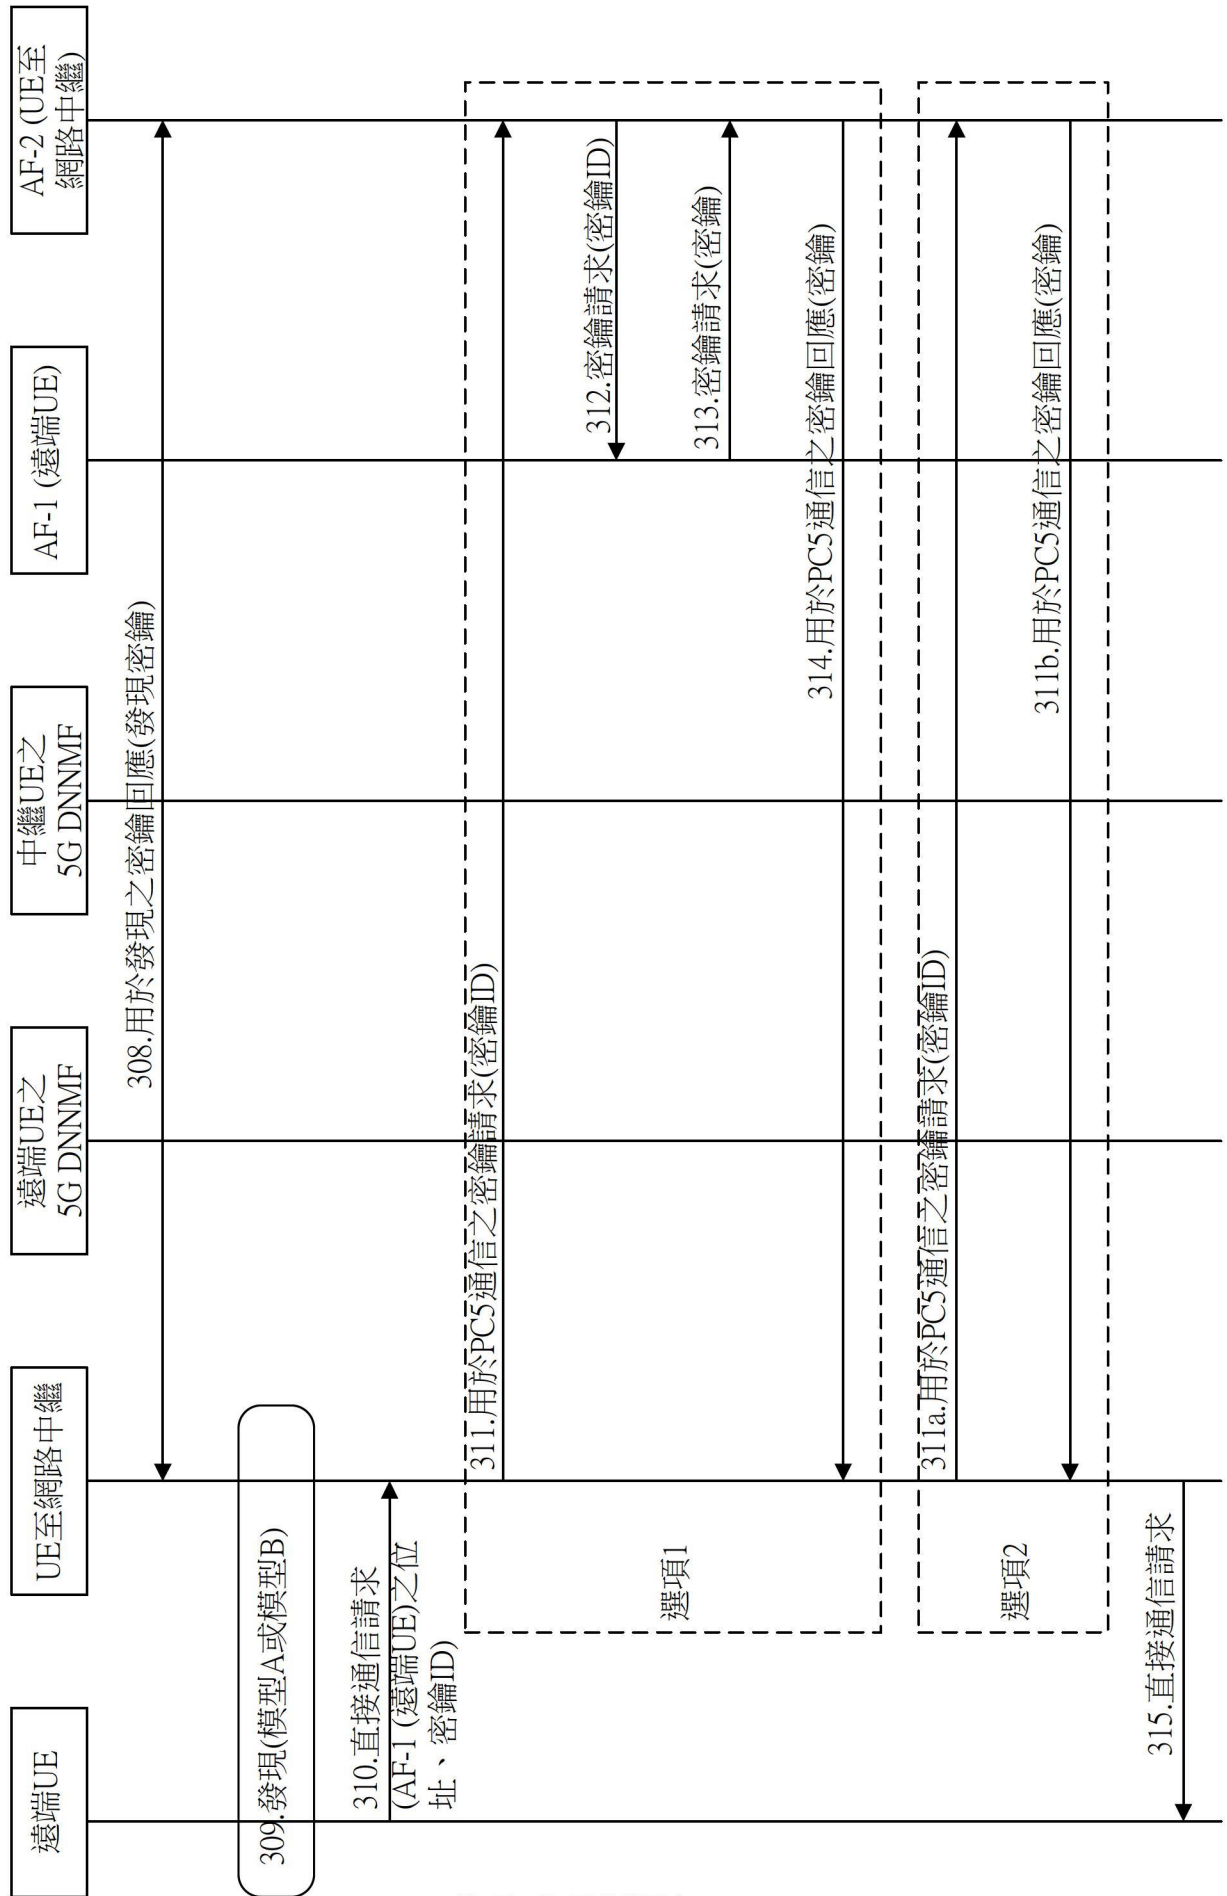 遠端UE
UE至網路中繼
遠端UE之
5G DNNMF
中繼UE之
5G DNNMF
AF-1 (遠端UE)
AF-2 (UE至
網路中繼)
308.用於發現之密鑰回應(發現密鑰)
309.發現(模型A或模型B)
310.直接通信請求
(AF-1 (遠端UE)之位
址、密鑰ID)
311.用於PC5通信之密鑰請求(密鑰ID)
312.密鑰請求(密鑰ID)
313.密鑰請求(密鑰)
選項1
314.用於PC5通信之密鑰回應(密鑰)
311a.用於PC5通信之密鑰請求(密鑰ID)
選項2
311b.用於PC5通信之密鑰回應(密鑰)
315.直接通信請求